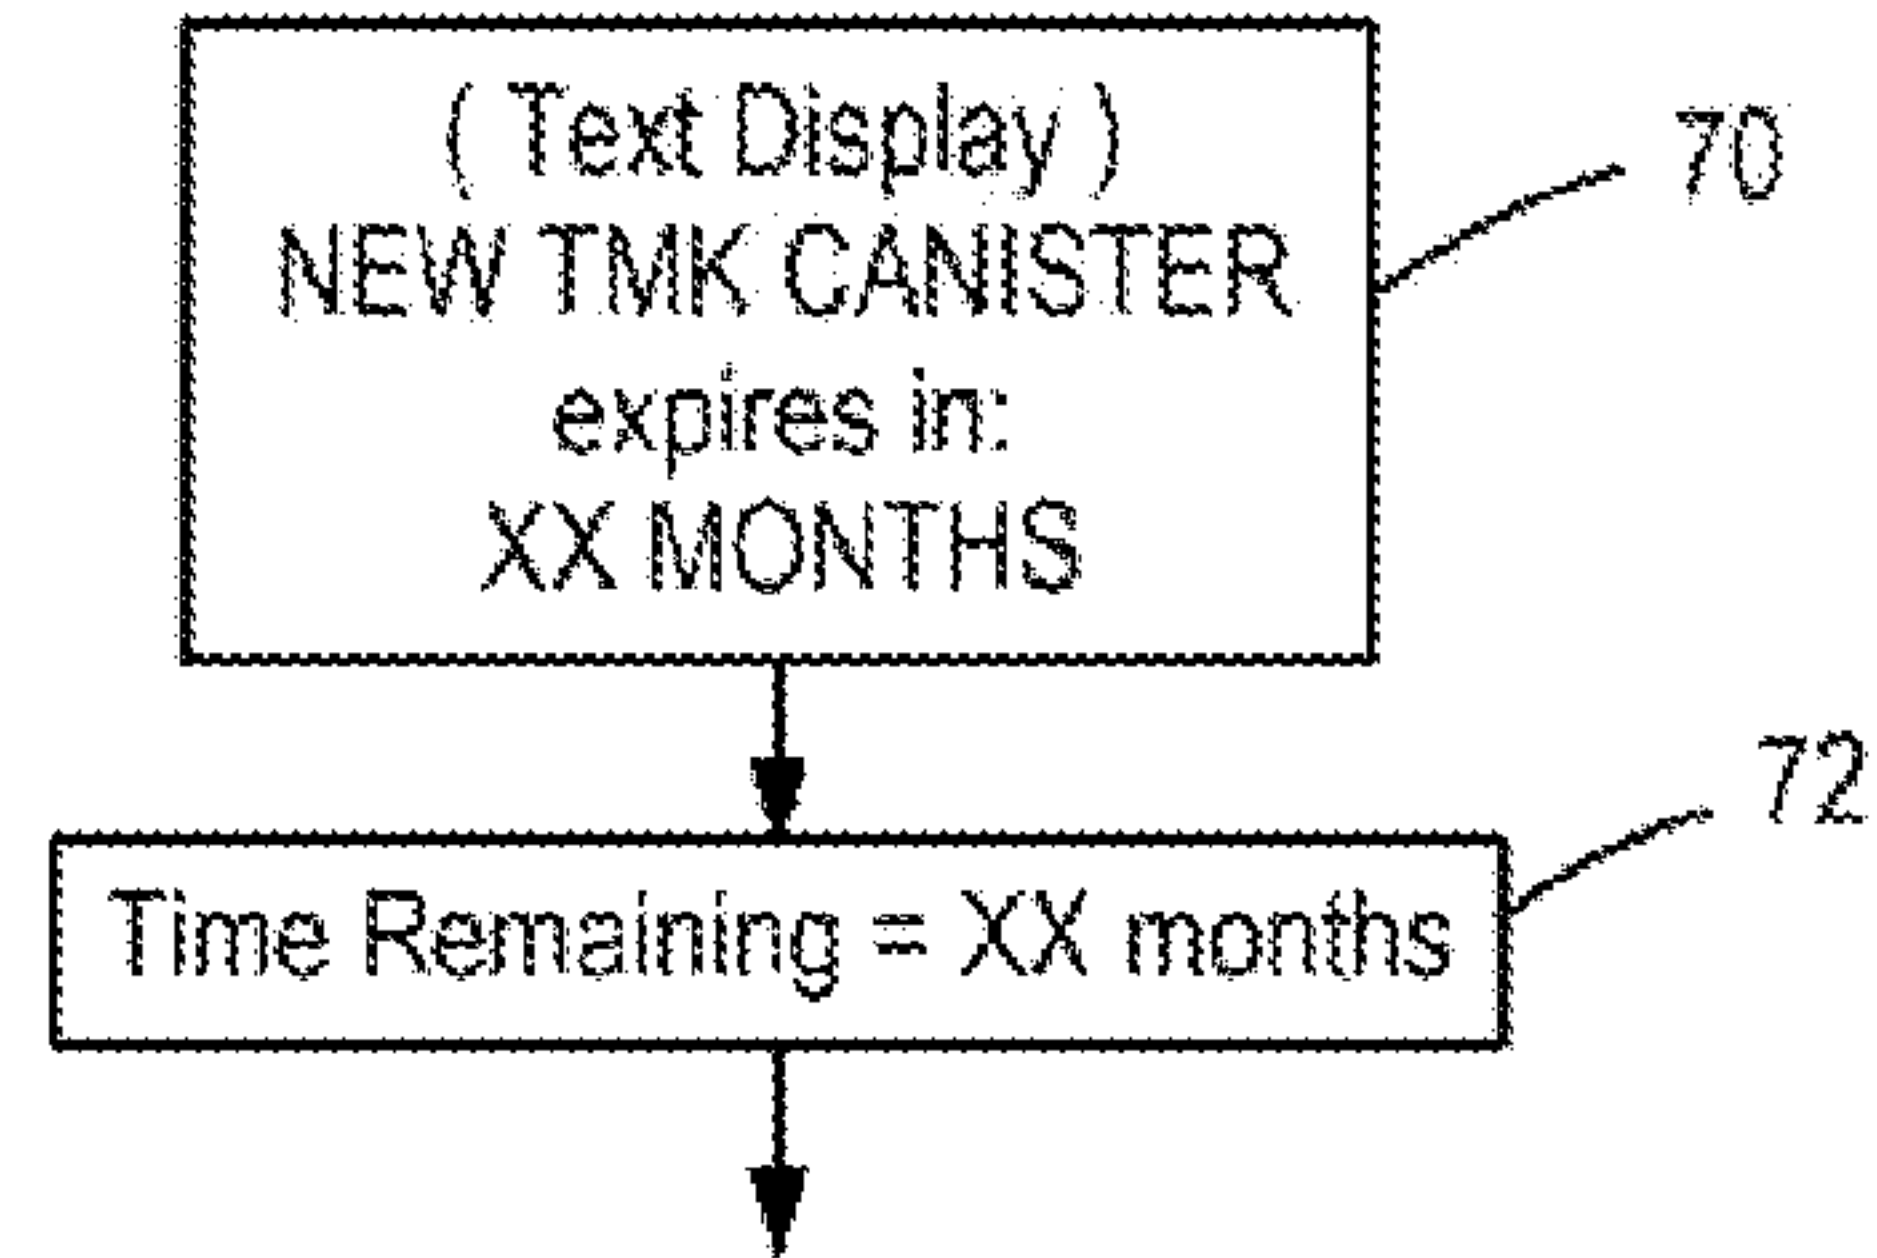 ( Text Display )
NEW TMK CANISTER
expires in:
XX MONTHS
70
Time Remaining = XX months
72